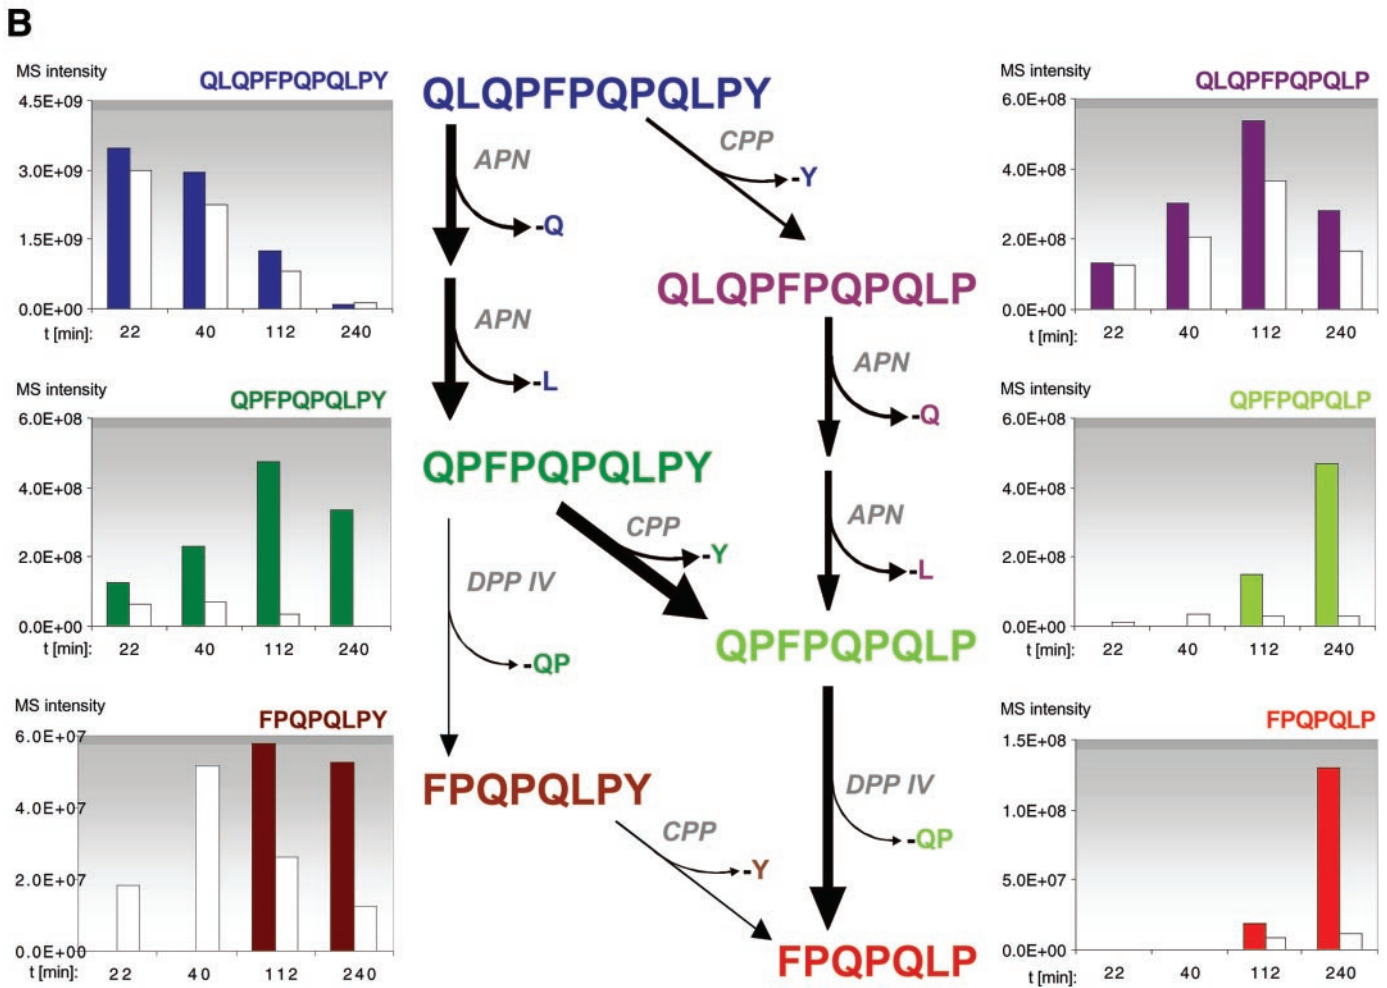 B
MS intensity
QLQPFPQPQLPY
4.5E+09
3.0E+09
1.5E+09
0.0E+00
t [min]: 22 40 112 240
MS intensity
QPFPQPQLPY
6.0E+08
4.0E+08
2.0E+08
0.0E+00
t [min]: 22 40 112 240
MS intensity
FPQPQLPY
6.0E+07
4.0E+07
2.0E+07
0.0E+00
t [min]: 22 40 112 240
QLQPFPQPQLPY
APN
-Q
CPP
-Y
APN
-L
QLQPFPQPQLP
APN
-Q
QPFPQPQLPY
CPP
-Y
APN
-L
DPP IV
-QP
QPFPQPQLP
FPQPQLPY
DPP IV
-QP
CPP
-Y
FPQPQLP
MS intensity
QLQPFPQPQLP
6.0E+08
4.0E+08
2.0E+08
0.0E+00
t [min]: 22 40 112 240
MS intensity
QPFPQPQLP
6.0E+08
4.0E+08
2.0E+08
0.0E+00
t [min]: 22 40 112 240
MS intensity
FPQPQLP
1.5E+08
1.0E+08
5.0E+07
0.0E+00
t [min]: 22 40 112 240